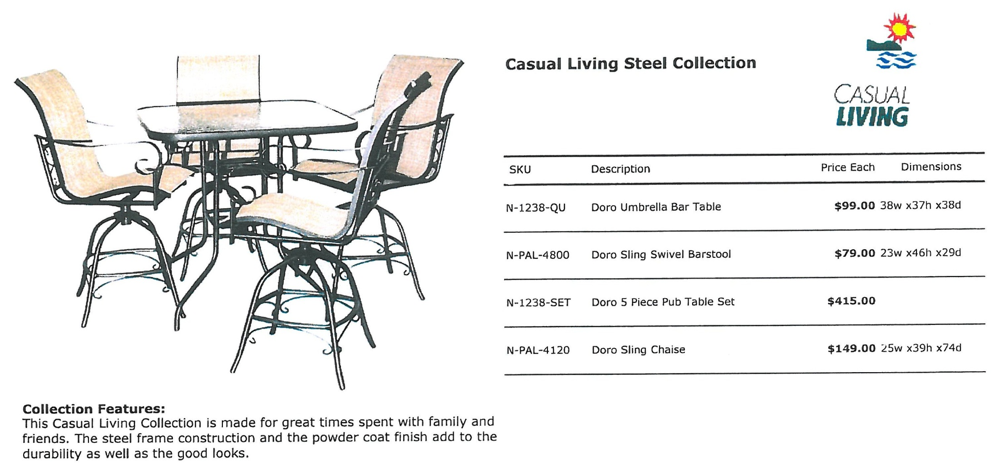 Casual Living Steel Collection
CASUAL
LIVING
SKU Description Price Each Dimensions
N-1238-QU Doro Umbrella Bar Table $99.00 38w x37h x38d
N-PAL-4800 Doro Sling Swivel Barstool $79.00 23w x46h x29d
N-1238-SET Doro 5 Piece Pub Table Set $415.00
N-PAL-4120 Doro Sling Chaise $149.00 25w x39h x74d
Collection Features:
This Casual Living Collection is made for great times spent with family and
friends. The steel frame construction and the powder coat finish add to the
durability as well as the good looks.